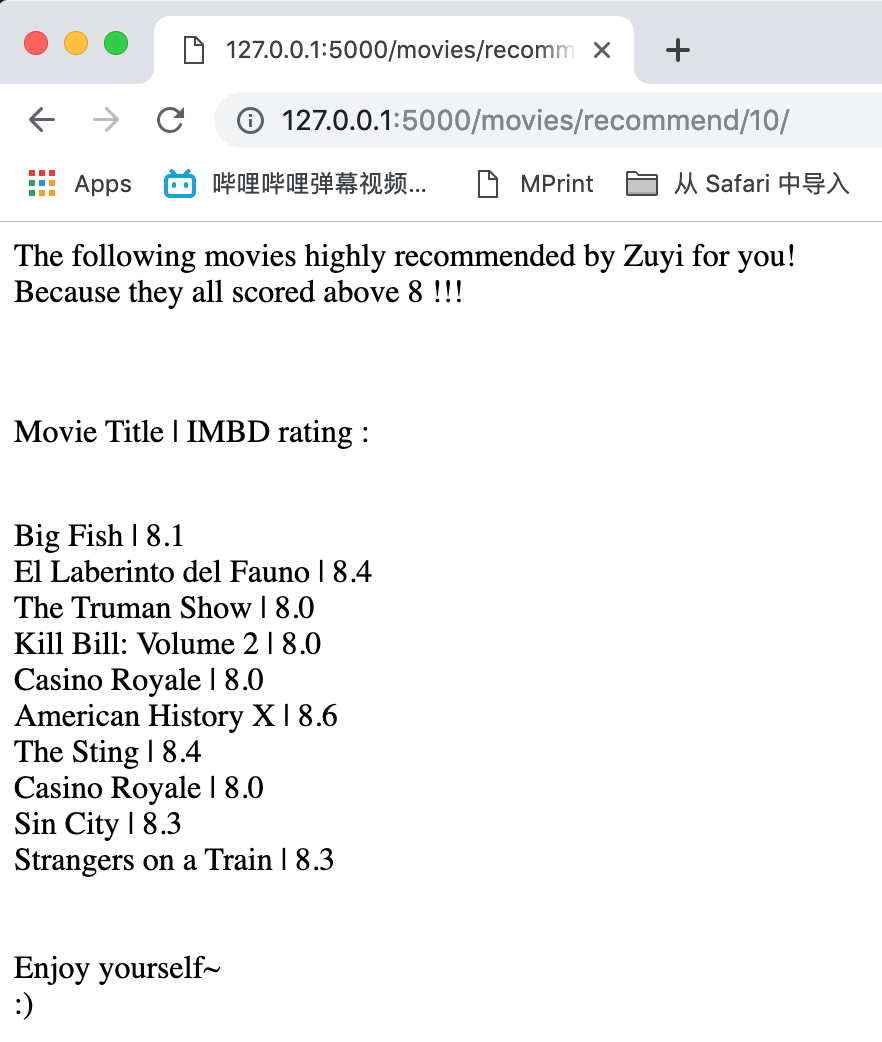 127.0.0.1:5000/movies/recomm
127.0.0.1:5000/movies/recommend/10/
Apps 哔哩哔哩弹幕视频... MPrint 从 Safari 中导入
The following movies highly recommended by Zuyi for you!
Because they all scored above 8 !!!
Movie Title | IMBD rating :
Big Fish | 8.1
El Laberinto del Fauno | 8.4
The Truman Show | 8.0
Kill Bill: Volume 2 | 8.0
Casino Royale | 8.0
American History X | 8.6
The Sting | 8.4
Casino Royale | 8.0
Sin City | 8.3
Strangers on a Train | 8.3
Enjoy yourself~
:)